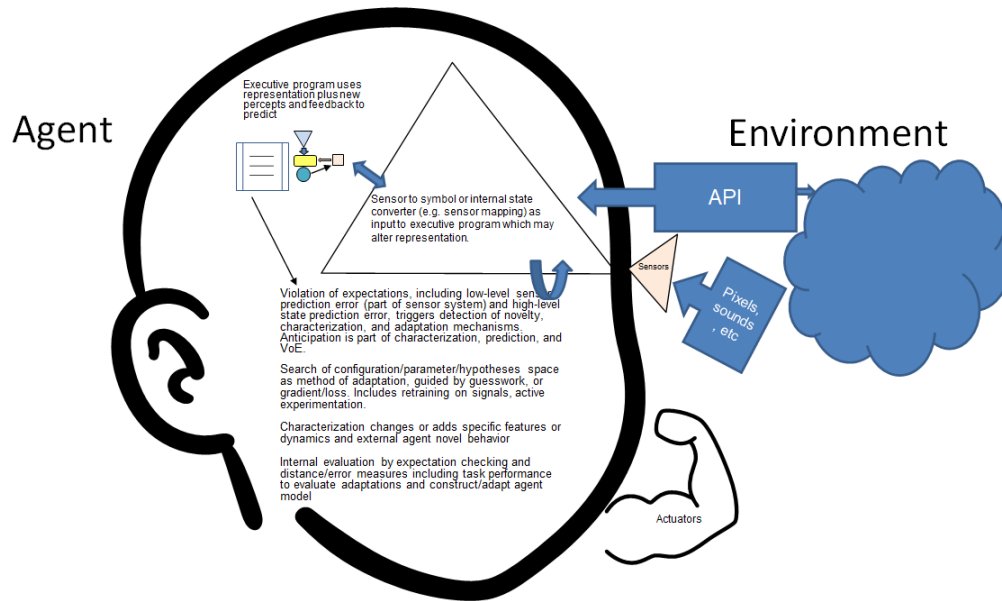 Agent
Environment
Executive program uses
representation plus new
percepts and feedback to
predict
API
Sensor to symbol or internal state
converter (e.g. sensor mapping) as
input to executive program which may
alter representation.
Sensors
Pixels,
sounds
, etc
Violation of expectations, including low-level sensor
prediction error (part of sensor system) and high-level
state prediction error, triggers detection of novelty,
characterization, and adaptation mechanisms.
Anticipation is part of characterization, prediction, and
VoE.
Search of configuration/parameter/hypotheses space
as method of adaptation, guided by guesswork, or
gradient/loss. Includes retraining on signals, active
experimentation.
Characterization changes or adds specific features or
dynamics and external agent novel behavior
Internal evaluation by expectation checking and
distance/error measures including task performance
to evaluate adaptations and construct/adapt agent
model
Actuators